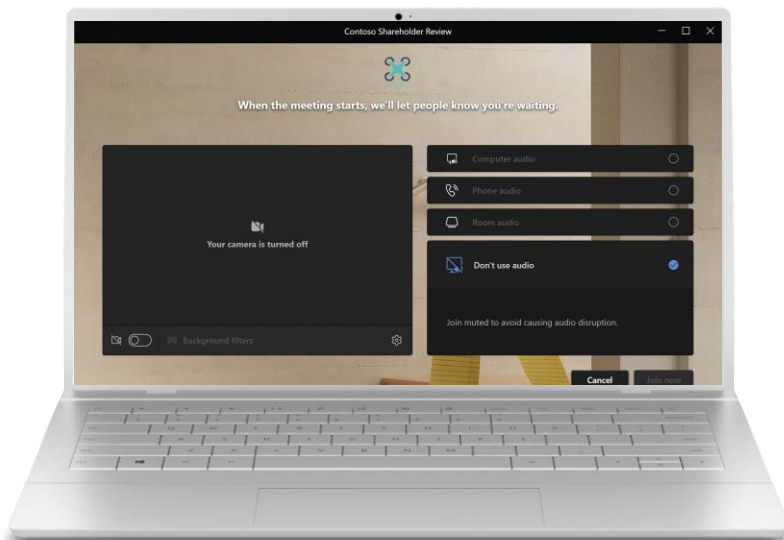 Contoso Shareholder Review
When the meeting starts, we'll let people know you're waiting.
Your camera is turned off
Background filters
Computer audio
Phone audio
Room audio
Don't use audio
Join muted to avoid causing audio disruption.
Cancel
Join now